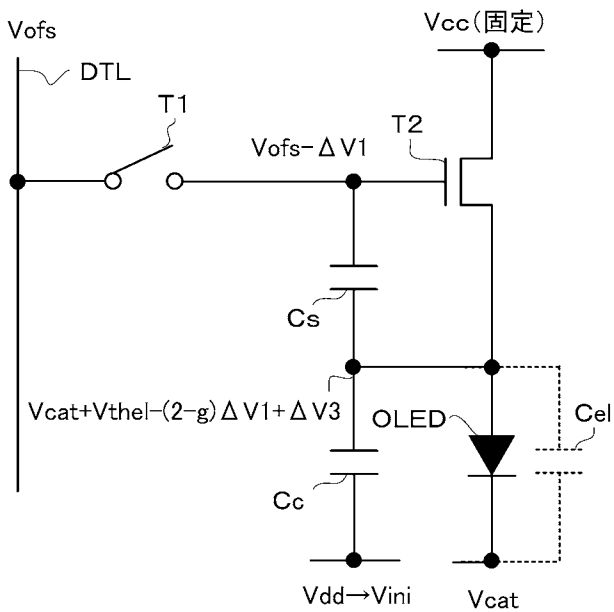 Vofs
Vcc(固定)
DTL
T1
T2
Vofs-ΔV1
Cs
Vcat+Vthel-(2-g)ΔV1+ΔV3
OLED
Cel
Cc
Vdd→Vini
Vcat